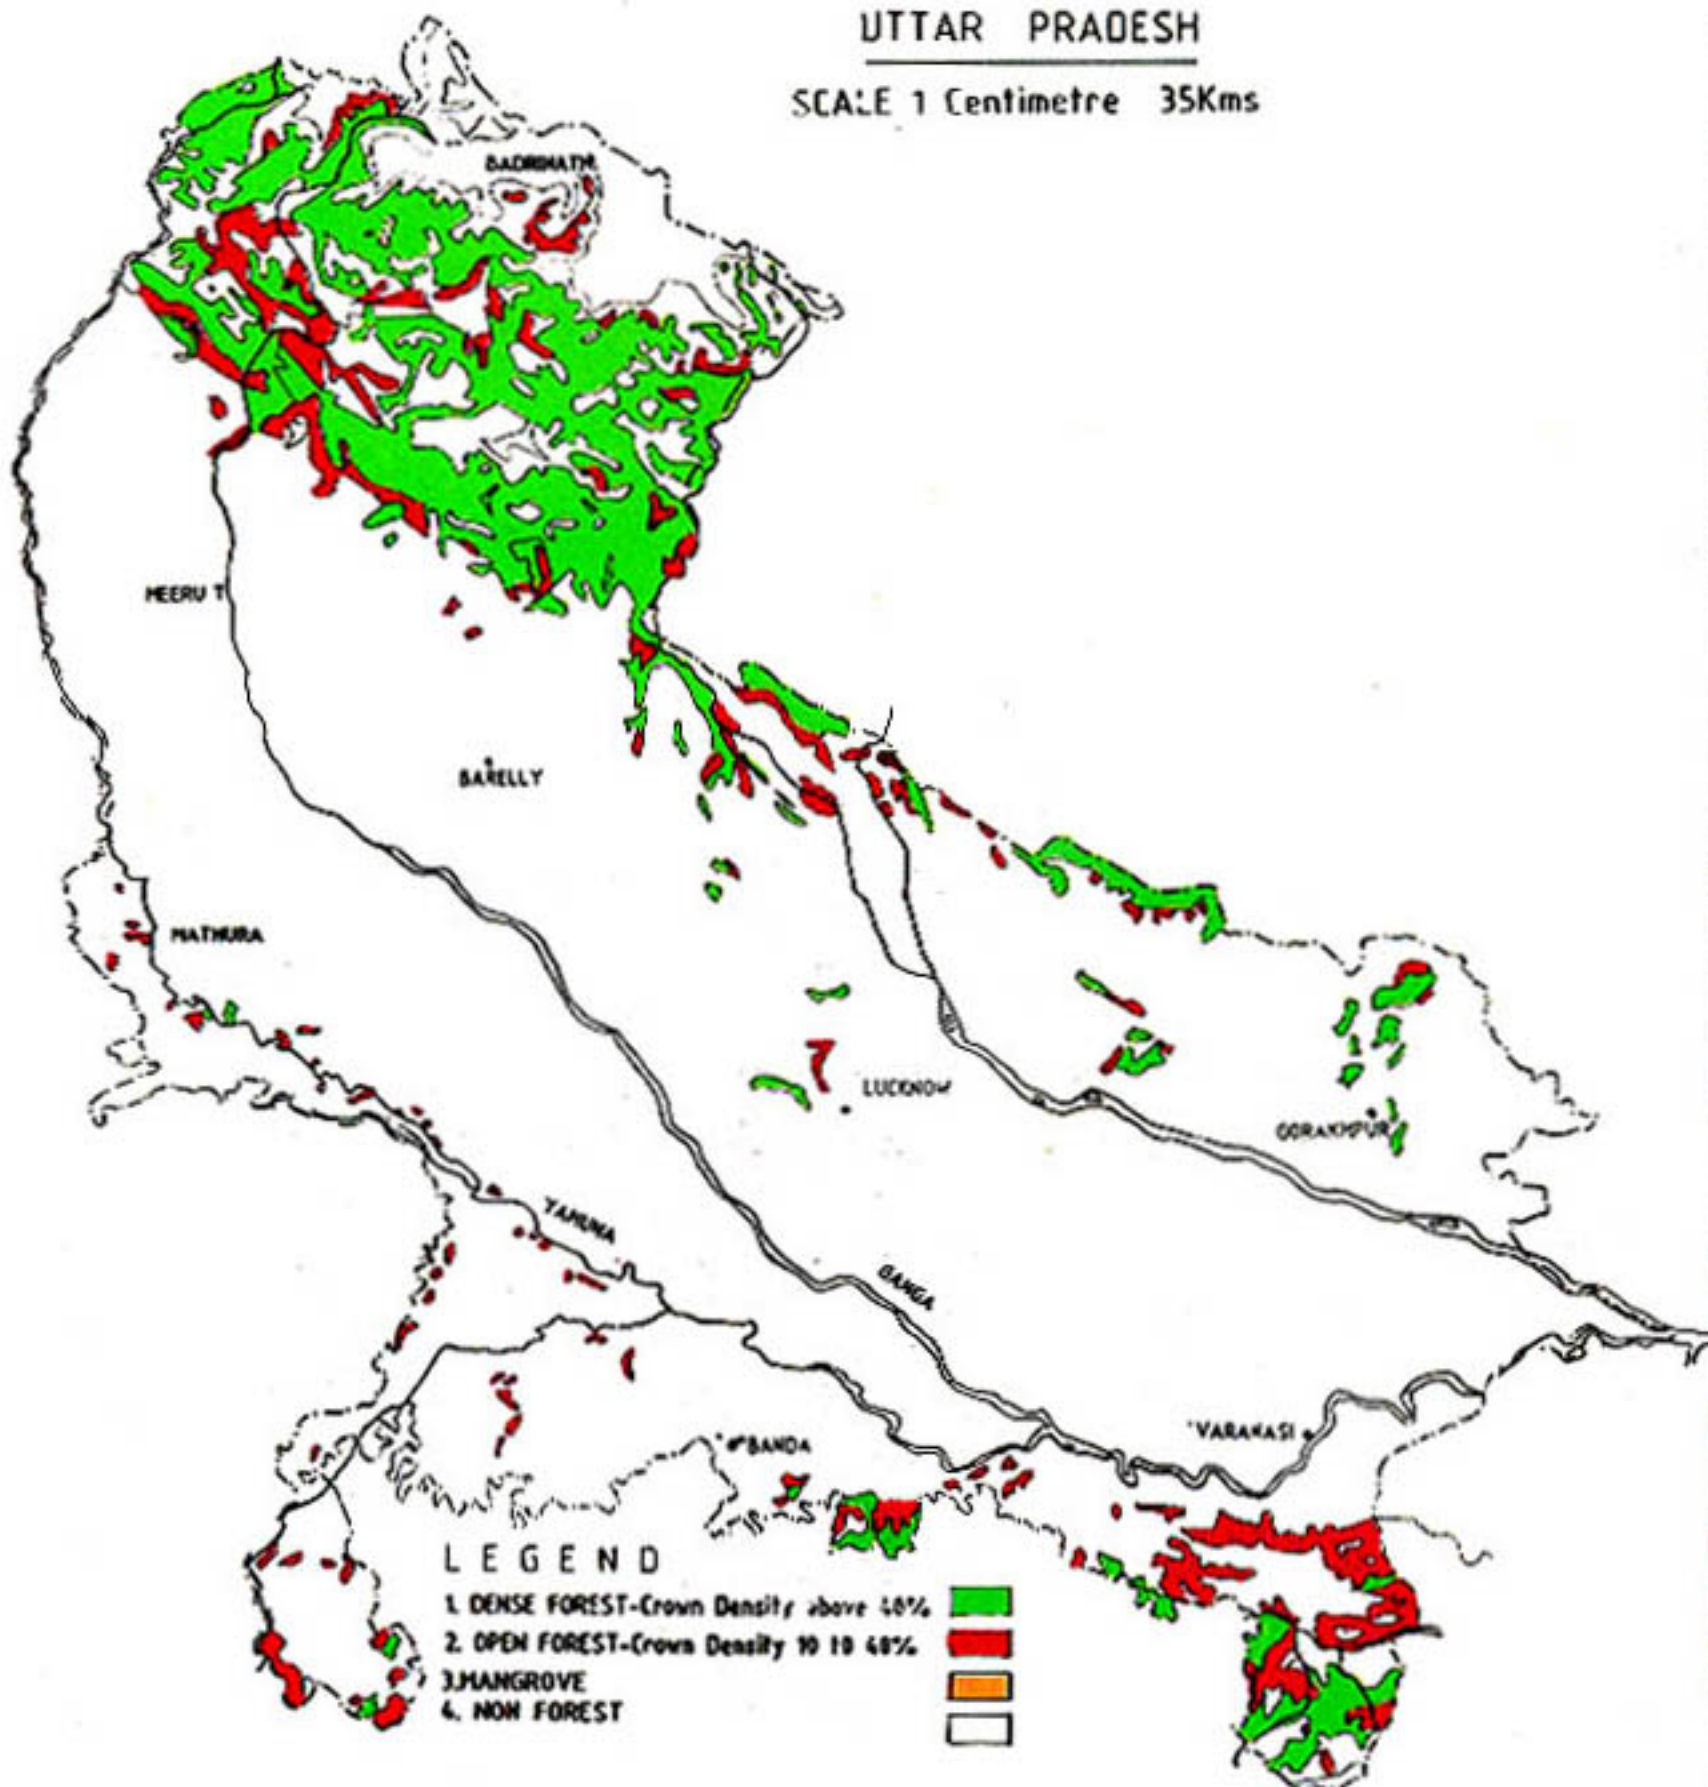 UTTAR PRADESH
SCALE 1 Centimetre 35Kms
BADRINATH
MEERUT
BARELLY
MATHURA
LUCKNOW
GORAKHPUR
YAMUNA
GANGA
VARANASI
BANDA
LEGEND
1. DENSE FOREST-Crown Density above 40%
2. OPEN FOREST-Crown Density 10 TO 40%
3.MANGROVE
4. NON FOREST